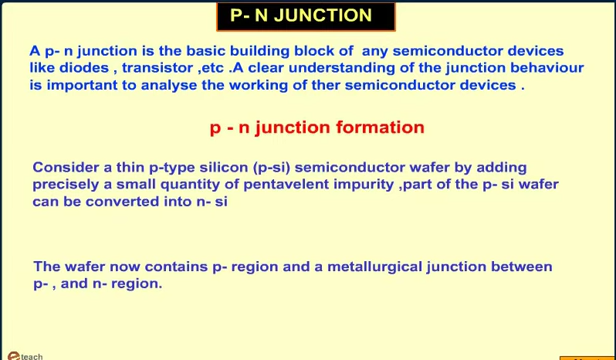 P- N JUNCTION
A p- n junction is the basic building block of any semiconductor devices
like diodes , transistor ,etc .A clear understanding of the junction behaviour
is important to analyse the working of ther semiconductor devices .
p - n junction formation
Consider a thin p-type silicon (p-si) semiconductor wafer by adding
precisely a small quantity of pentavelent impurity ,part of the p- si wafer
can be converted into n- si
The wafer now contains p- region and a metallurgical junction between
p- , and n- region.
e teach